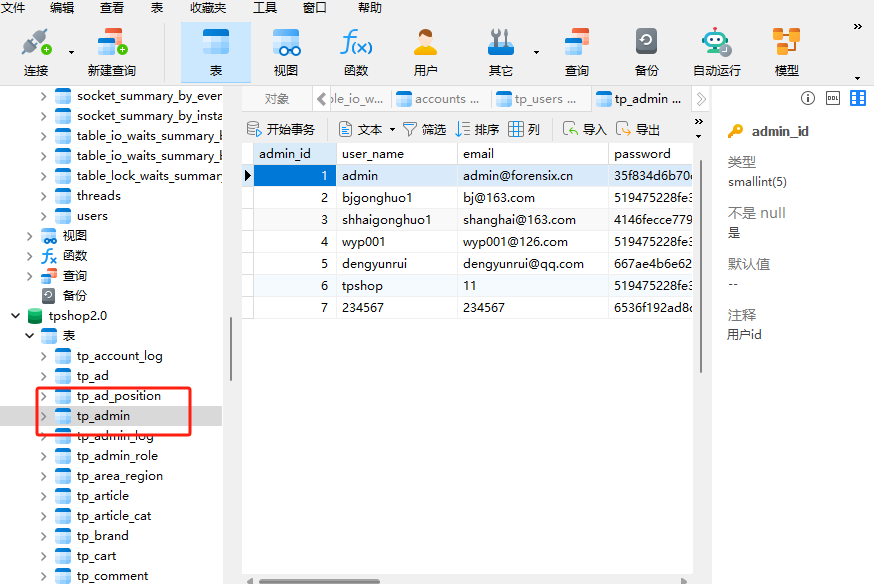 文件 编辑 查看 表 收藏夹 工具 窗口 帮助
连接 新建查询 表 视图 f(x) 函数 用户 其它 查询 备份 自动运行 模型
socket_summary_by_ever
socket_summary_by_insta
table_io_waits_summary_b
table_io_waits_summary_b
table_lock_waits_summary
threads
users
视图
函数
查询
备份
tpshop2.0
表
tp_account_log
tp_ad
tp_ad_position
tp_admin
tp_admin_log
tp_admin_role
tp_area_region
tp_article
tp_article_cat
tp_brand
tp_cart
tp_comment
对象 ole_io_w... accounts ... tp_users ... tp_admin ...
开始事务 文本 筛选 排序 列 导入 导出
admin_id user_name email password
1 admin admin@forensix.cn 35f834d6b70
2 bjgonghuo1 bj@163.com 519475228fe3
3 shhaigonghuo1 shanghai@163.com 4146fecce779
4 wyp001 wyp001@126.com 519475228fe3
5 dengyunrui dengyunrui@qq.com 667ae4b6e62
6 tpshop 11 519475228fe3
7 234567 234567 6536f192ad8c
DDL
admin_id
类型
smallint(5)
不是 null
是
默认值
--
注释
用户id